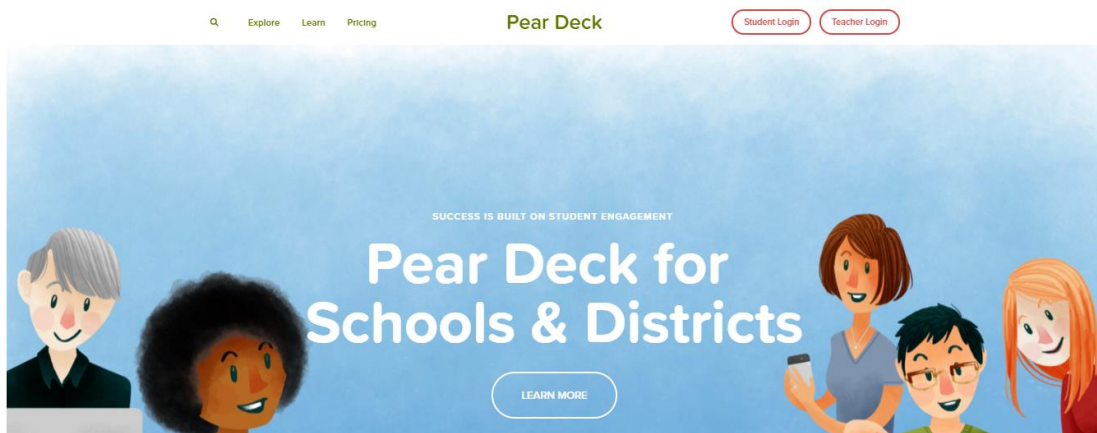 Explore Learn Pricing
Pear Deck
Student Login
Teacher Login
SUCCESS IS BUILT ON STUDENT ENGAGEMENT
Pear Deck for
Schools & Districts
LEARN MORE